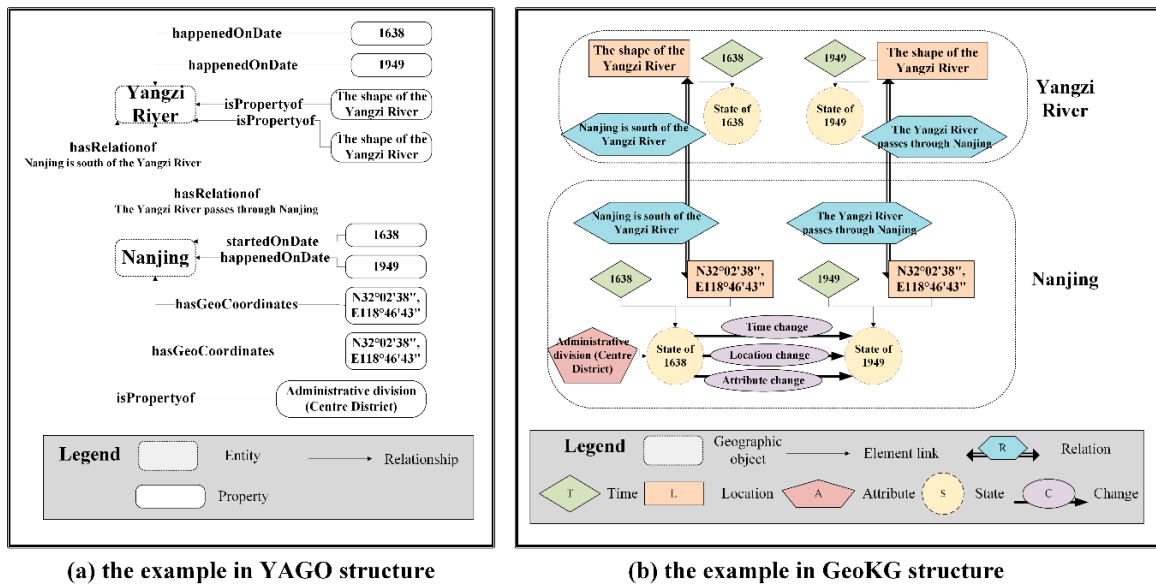 happenedOnDate
1638
happenedOnDate
1949
Yangzi
River
isPropertyof
The shape of the
Yangzi River
isPropertyof
The shape of the
Yangzi River
hasRelationof
Nanjing is south of the Yangzi River
hasRelationof
The Yangzi River passes through Nanjing
Nanjing
startedOnDate
1638
happenedOnDate
1949
hasGeoCoordinates
N32°02'38",
E118°46'43"
hasGeoCoordinates
N32°02'38",
E118°46'43"
isPropertyof
Administrative division
(Centre District)
Legend
Entity
Relationship
Property
(a) the example in YAGO structure
The shape of the
Yangzi River
1638
1949
The shape of the
Yangzi River
Yangzi
River
State of
1638
State of
1949
Nanjing is south of the
Yangzi River
The Yangzi River
passes through Nanjing
Nanjing is south of the
Yangzi River
The Yangzi River
passes through Nanjing
1638
N32°02'38",
E118°46'43"
1949
N32°02'38",
E118°46'43"
Nanjing
Administrative
division (Centre
District)
State of
1638
Time change
Location change
Attribute change
State of
1949
Legend
Geographic
object
Element link
R
Relation
T
Time
L
Location
A
Attribute
S
State
C
Change
(b) the example in GeoKG structure